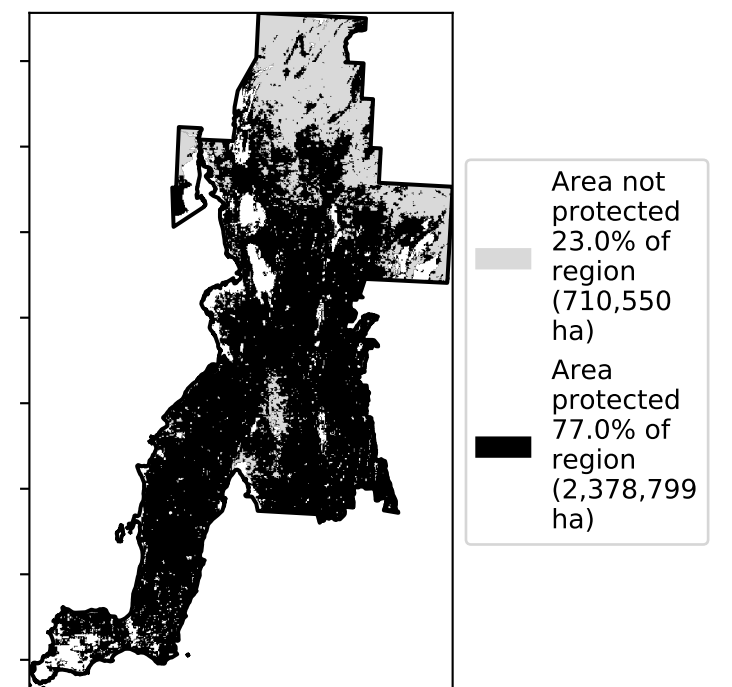 Area not
protected
23.0% of
region
(710,550
ha)
Area
protected
77.0% of
region
(2,378,799
ha)